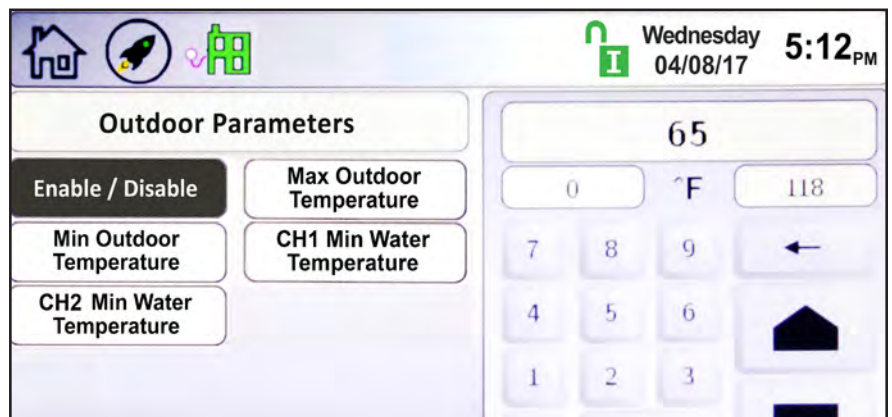 Wednesday
04/08/17
5:12PM
I
Outdoor Parameters
Enable / Disable
Max Outdoor
Temperature
Min Outdoor
Temperature
CH1 Min Water
Temperature
CH2 Min Water
Temperature
65
0 ^F 118
7 8 9
4 5 6
1 2 3